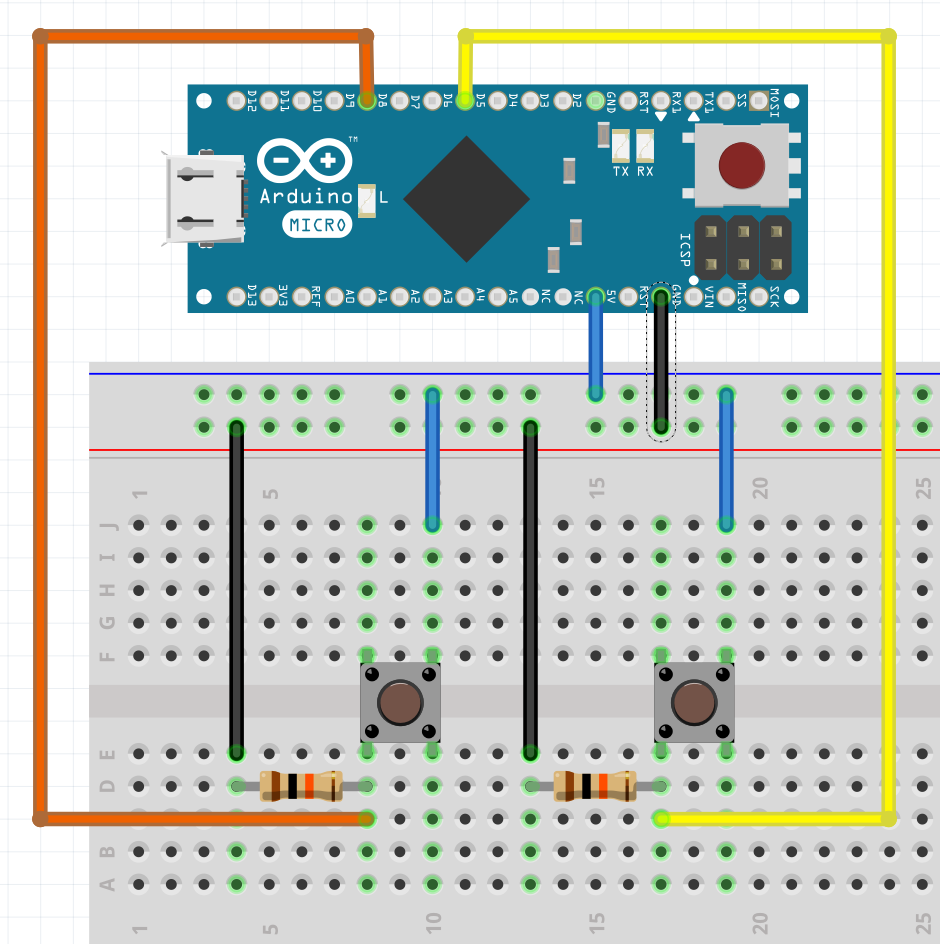 D12 D11 D10 D9 D8 D7 D6 D5 D4 D3 D2 GND RST RX1 TX1 SS MOSI
TM
Arduino
MICRO
L
TX RX
ICSP
D13 3V3 REF A0 A1 A2 A3 A4 A5 NC NC 5V RST GND VIN MISO SCK
1 5 15 20 25
J
I
H
G
F
E
D
B
A
1 5 10 15 20 25